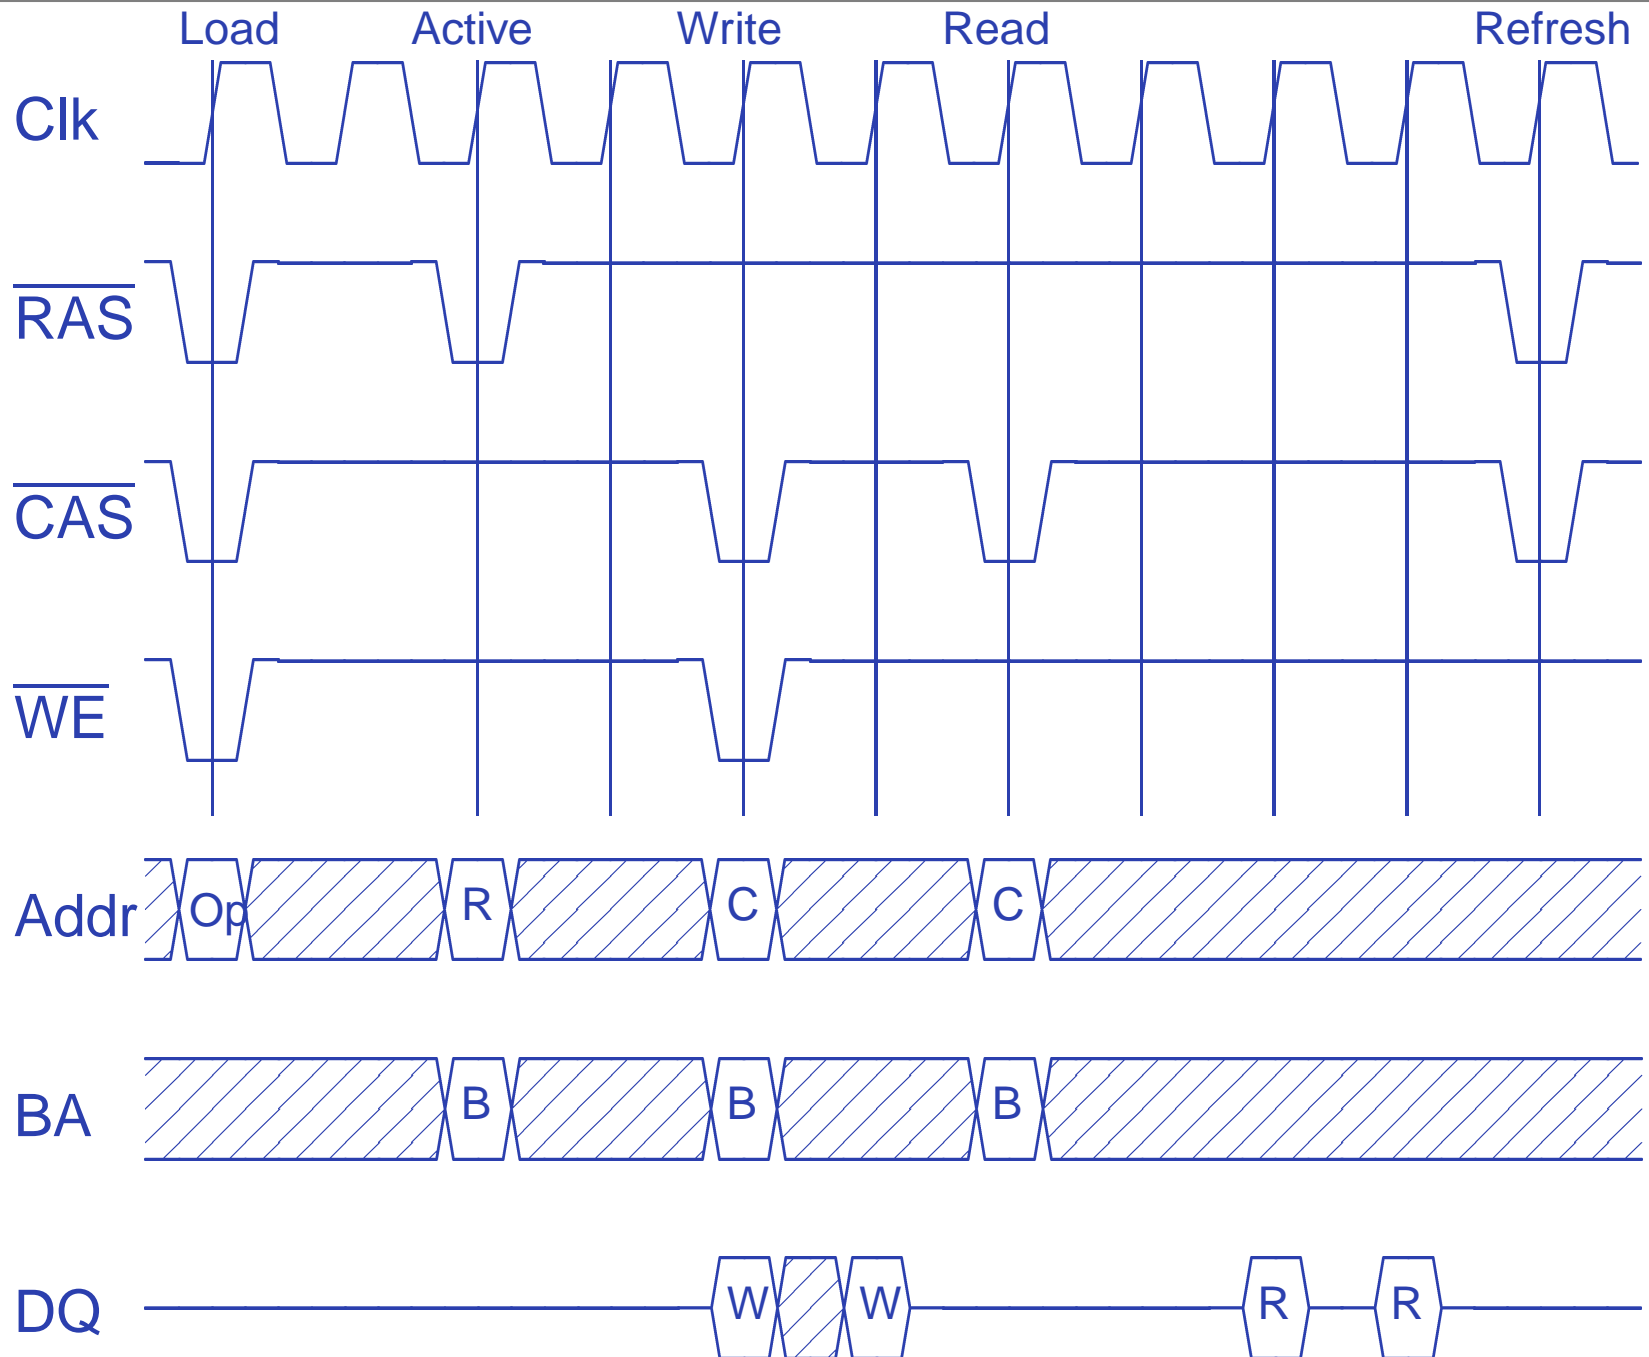 Load Active Write Read Refresh
Clk
RAS
CAS
WE
Addr Op R C C
BA B B B
DQ W W R R